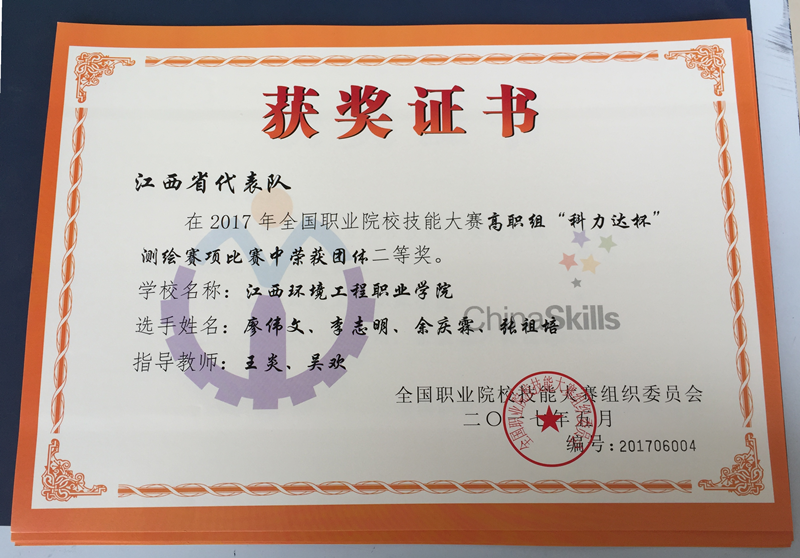 获奖证书
江西省代表队
在2017年全国职业院校技能大赛高职组“科力达杯”
测绘赛项比赛中荣获团体二等奖。
学校名称：江西环境工程职业学院
ChinaSkills
选手姓名：廖伟文、李志明、余庆霖、张祖培
指导教师：王炎、吴欢
全国职业院校技能大赛组织委员会
二〇一七年五月
编号:201706004